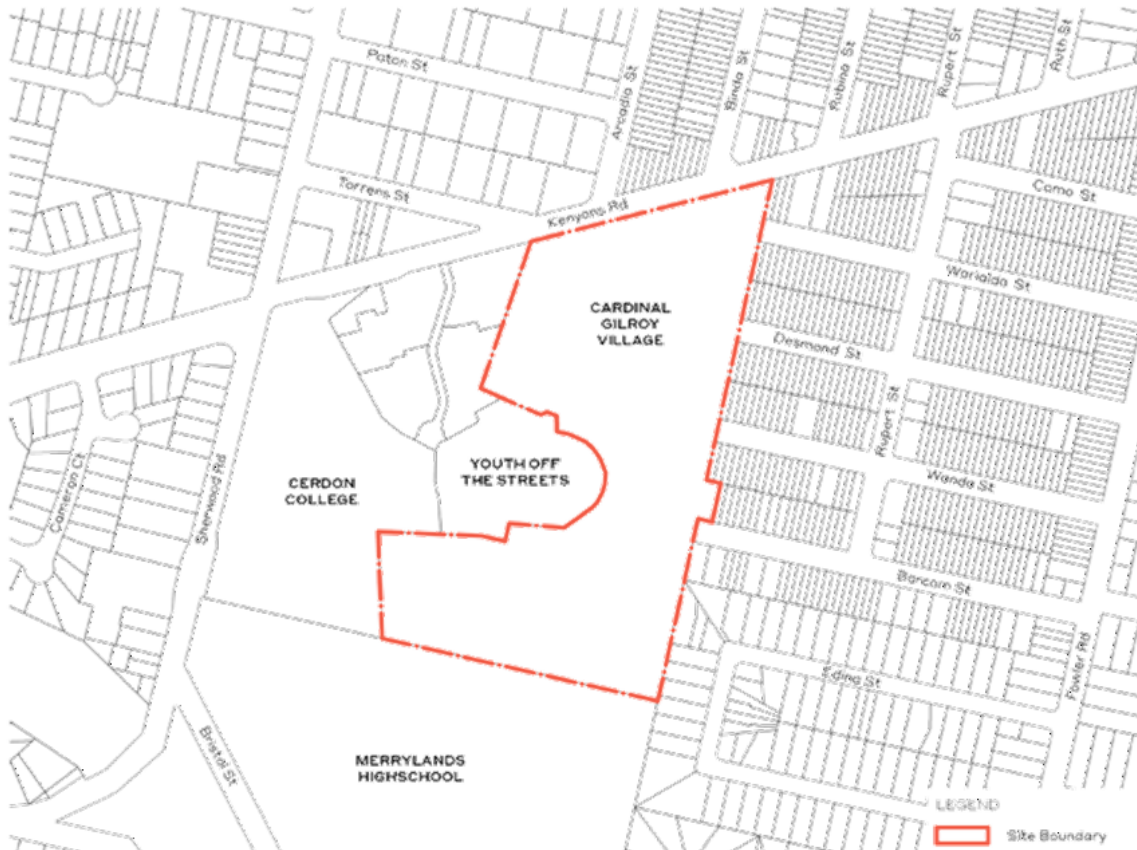 Paton St
Arcadia St
Binda St
Rubina St
Rupert St
Ruth St
Torrens St
Kenyons Rd
Como St
Warialda St
CARDINAL
GILROY
VILLAGE
Desmond St
Rupert St
YOUTH OFF
THE STREETS
CERDON
COLLEGE
Wanda St
Cameron Ct
Sherwood Rd
Barcom St
Edina St
Fowler Rd
Bristol St
MERRYLANDS
HIGHSCHOOL
LEGEND
Site Boundary